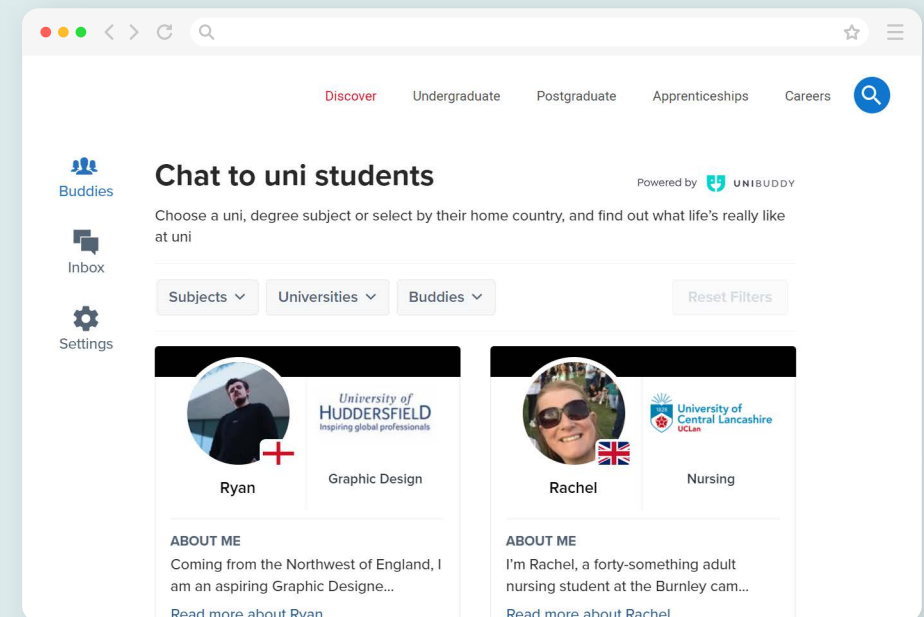 Discover Undergraduate Postgraduate Apprenticeships Careers
Buddies
Inbox
Settings
Chat to uni students
Powered by UNIBUDDY
Choose a uni, degree subject or select by their home country, and find out what life's really like
at uni
Subjects Universities Buddies Reset Filters
University of
HUDDERSFIELD
Inspiring global professionals
Ryan
Graphic Design
ABOUT ME
Coming from the Northwest of England, I
am an aspiring Graphic Designe...
Read more about Ryan
1828
University of
Central Lancashire
UCLan
Rachel
Nursing
ABOUT ME
I'm Rachel, a forty-something adult
nursing student at the Burnley cam...
Read more about Rachel